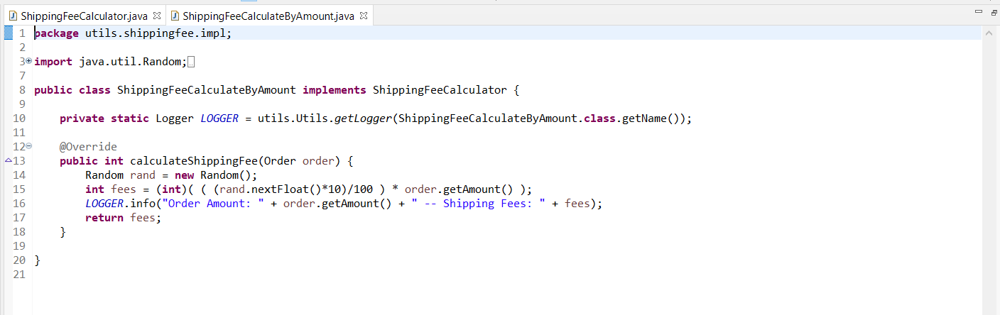 ShippingFeeCalculator.java ShippingFeeCalculateByAmount.java
1 package utils.shippingfee.impl;
2
3 import java.util.Random;
7
8 public class ShippingFeeCalculateByAmount implements ShippingFeeCalculator {
9
10     private static Logger LOGGER = utils.Utils.getLogger(ShippingFeeCalculateByAmount.class.getName());
11
12     @Override
13     public int calculateShippingFee(Order order) {
14         Random rand = new Random();
15         int fees = (int)( ( (rand.nextFloat()*10)/100 ) * order.getAmount() );
16         LOGGER.info("Order Amount: " + order.getAmount() + " -- Shipping Fees: " + fees);
17         return fees;
18     }
19
20 }
21